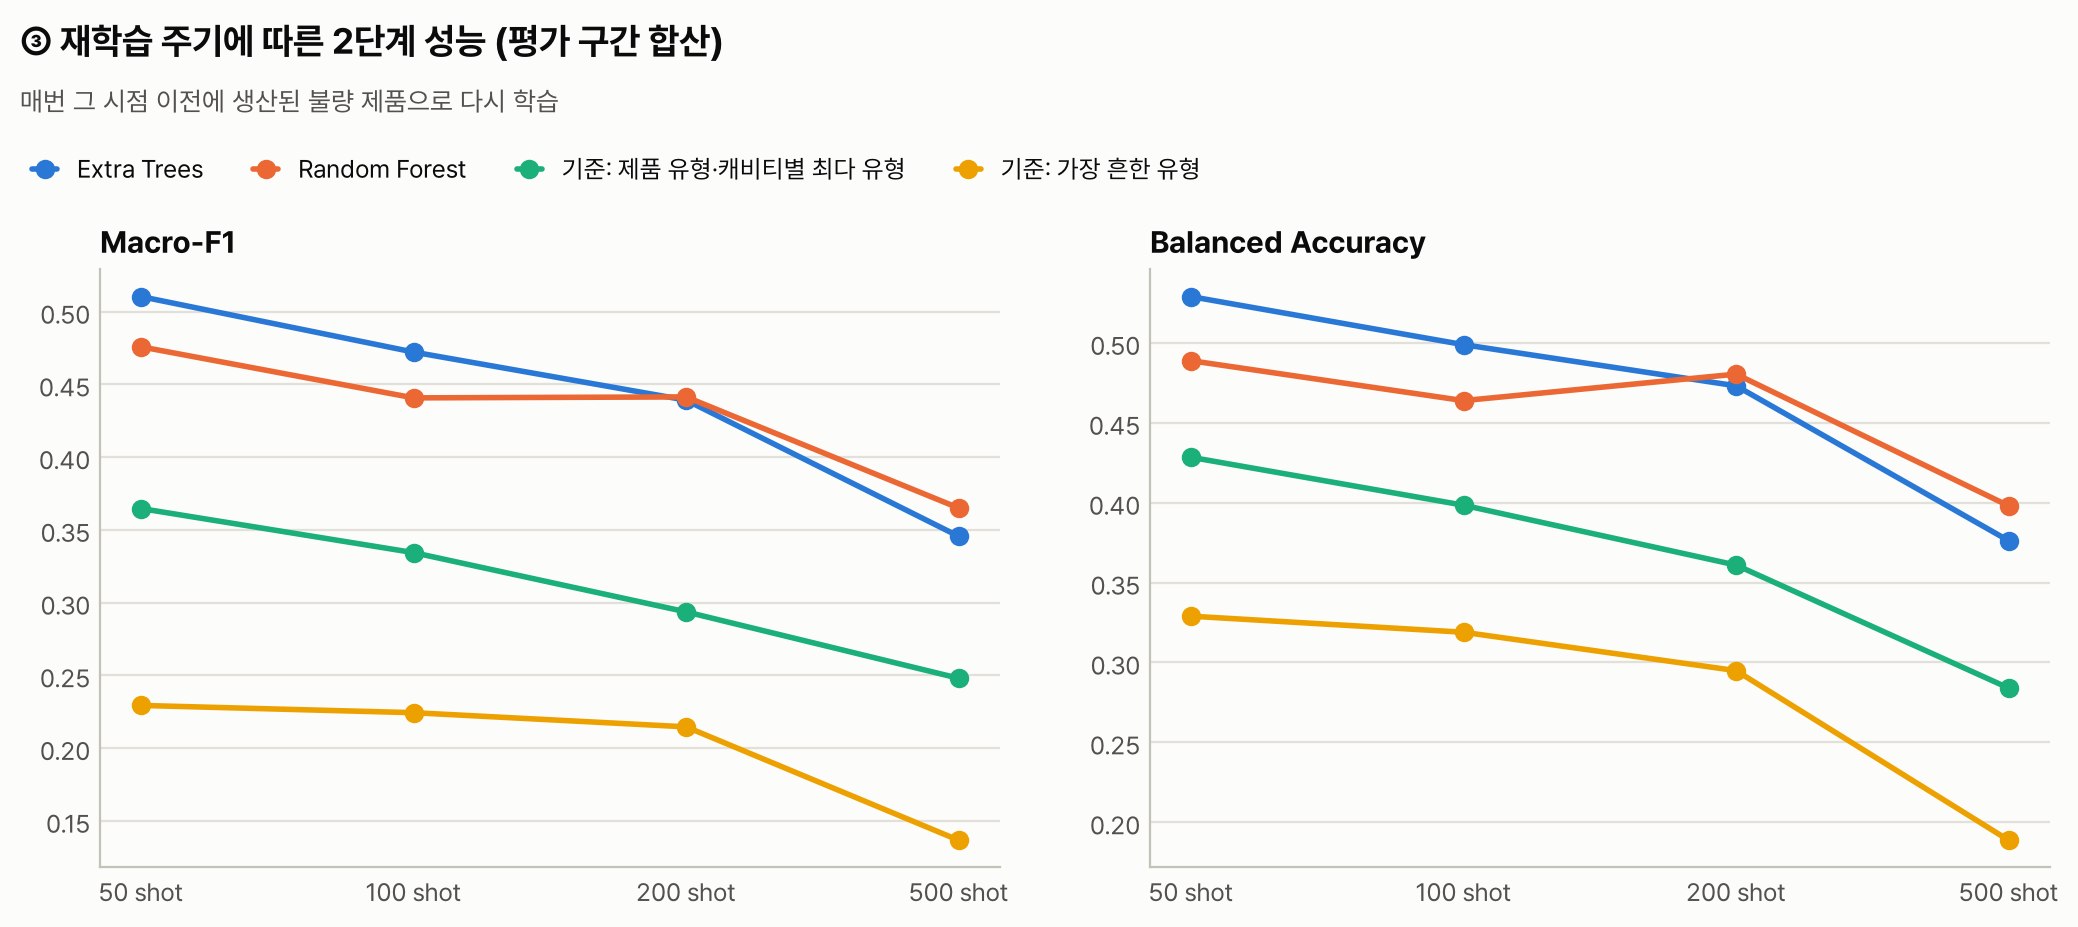 ③ 재학습 주기에 따른 2단계 성능 (평가 구간 합산)
매번 그 시점 이전에 생산된 불량 제품으로 다시 학습
Extra Trees Random Forest 기준: 제품 유형·캐비티별 최다 유형 기준: 가장 흔한 유형
Macro-F1
0.50
0.45
0.40
0.35
0.30
0.25
0.20
0.15
50 shot 100 shot 200 shot 500 shot
Balanced Accuracy
0.50
0.45
0.40
0.35
0.30
0.25
0.20
50 shot 100 shot 200 shot 500 shot